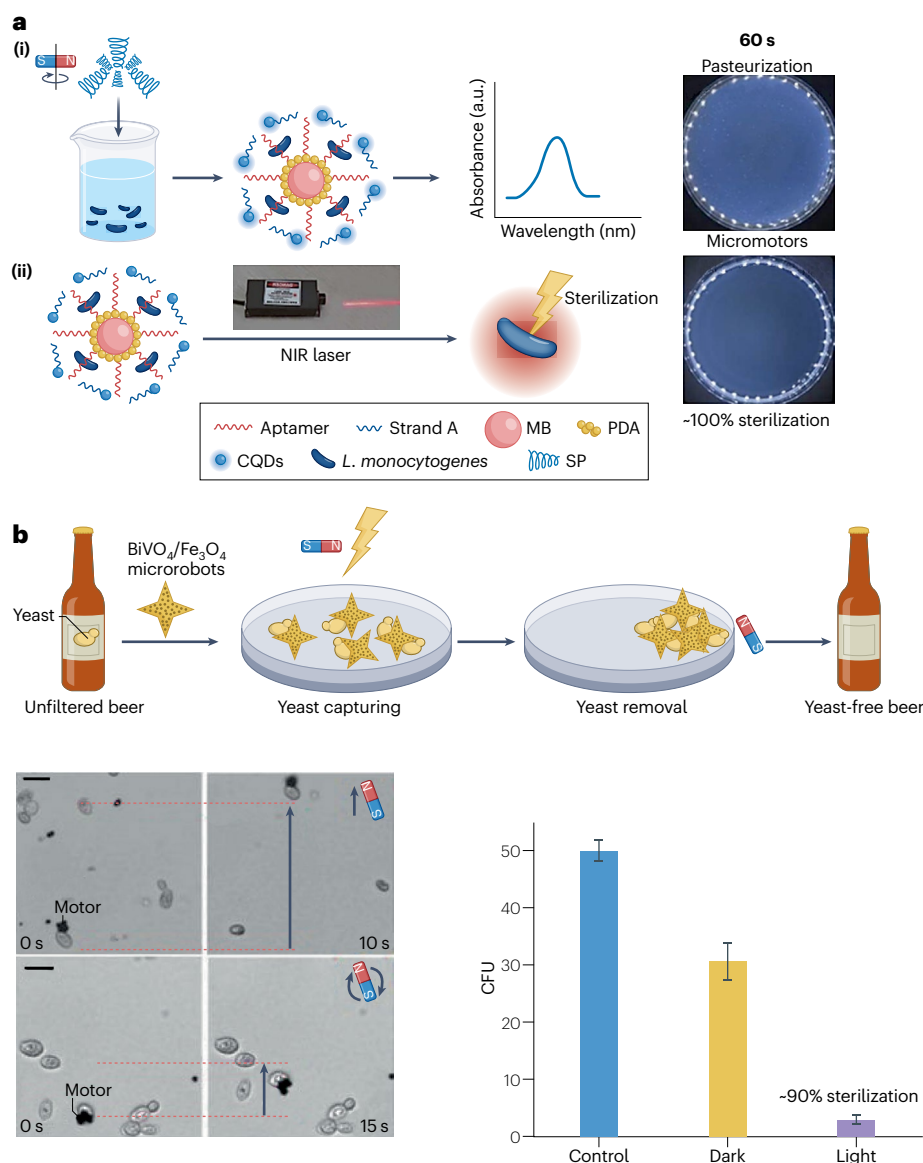 a
(i)
S N
60 s
Pasteurization
Absorbance (a.u.)
Wavelength (nm)
Micromotors
(ii)
NIR laser
Sterilization
~100% sterilization
Aptamer
Strand A
MB
PDA
CQDs
L. monocytogenes
SP
b
BiVO₄/Fe₃O₄
microrobots
S N
Yeast
N S
Unfiltered beer
Yeast capturing
Yeast removal
Yeast-free beer
N S
Motor
0 s
10 s
N S
Motor
0 s
15 s
CFU
50
40
30
20
10
0
~90% sterilization
Control
Dark
Light